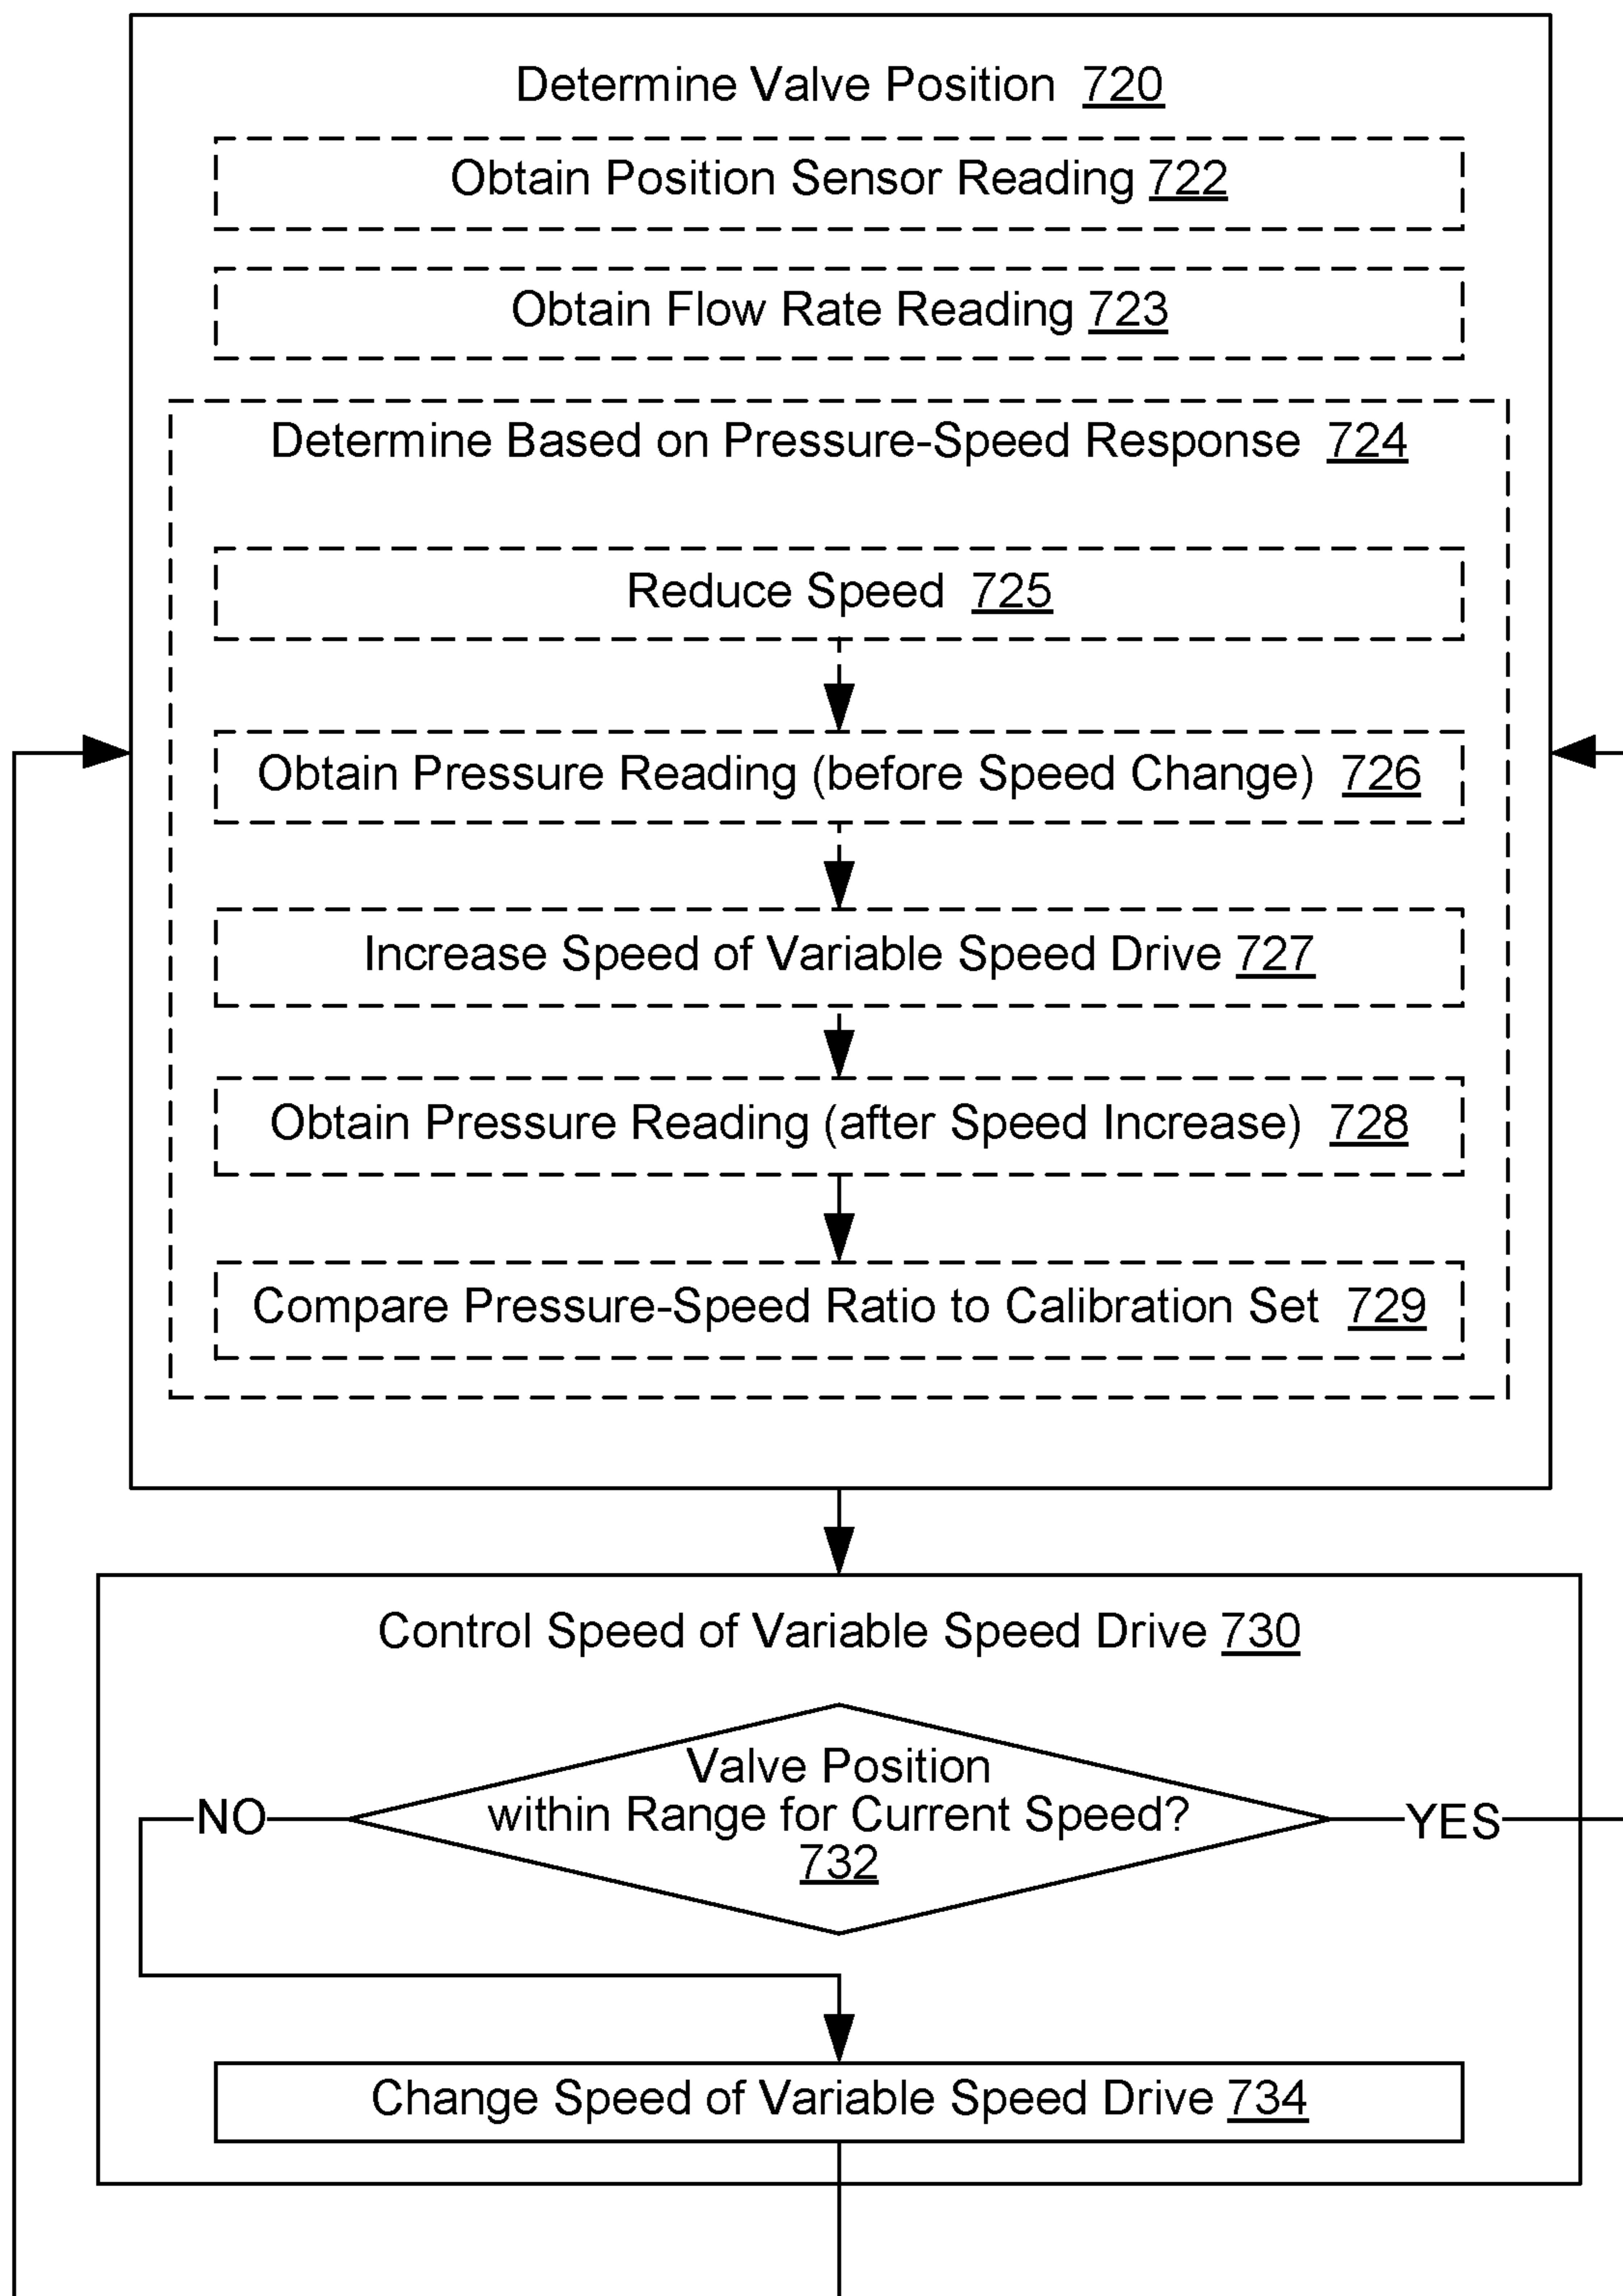 Determine Valve Position 720
Obtain Position Sensor Reading 722
Obtain Flow Rate Reading 723
Determine Based on Pressure-Speed Response 724
Reduce Speed 725
Obtain Pressure Reading (before Speed Change) 726
Increase Speed of Variable Speed Drive 727
Obtain Pressure Reading (after Speed Increase) 728
Compare Pressure-Speed Ratio to Calibration Set 729
Control Speed of Variable Speed Drive 730
Valve Position
within Range for Current Speed?
732
NO
YES
Change Speed of Variable Speed Drive 734